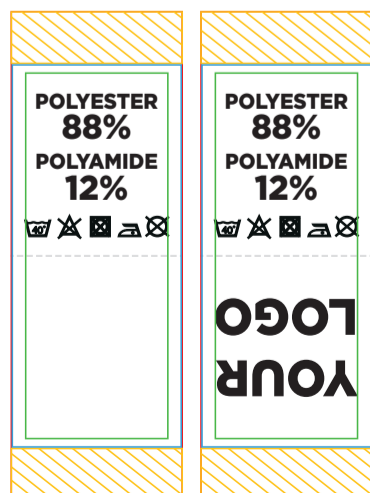 POLYESTER
88%
POLYAMIDE
12%
40°
POLYESTER
88%
POLYAMIDE
12%
40°
YOUR
LOGO